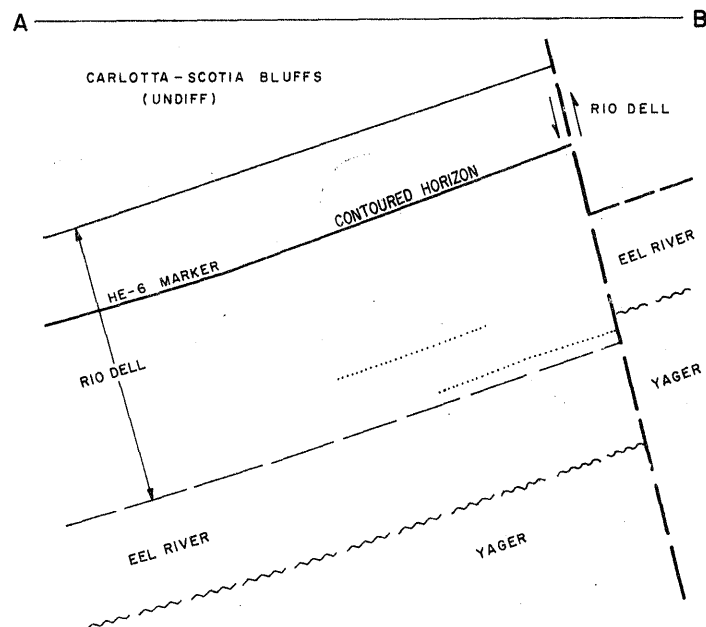 A
B
CARLOTTA-SCOTIA BLUFFS
(UNDIFF)
RIO DELL
CONTOURED HORIZON
HE-6 MARKER
EEL RIVER
RIO DELL
YAGER
EEL RIVER
YAGER